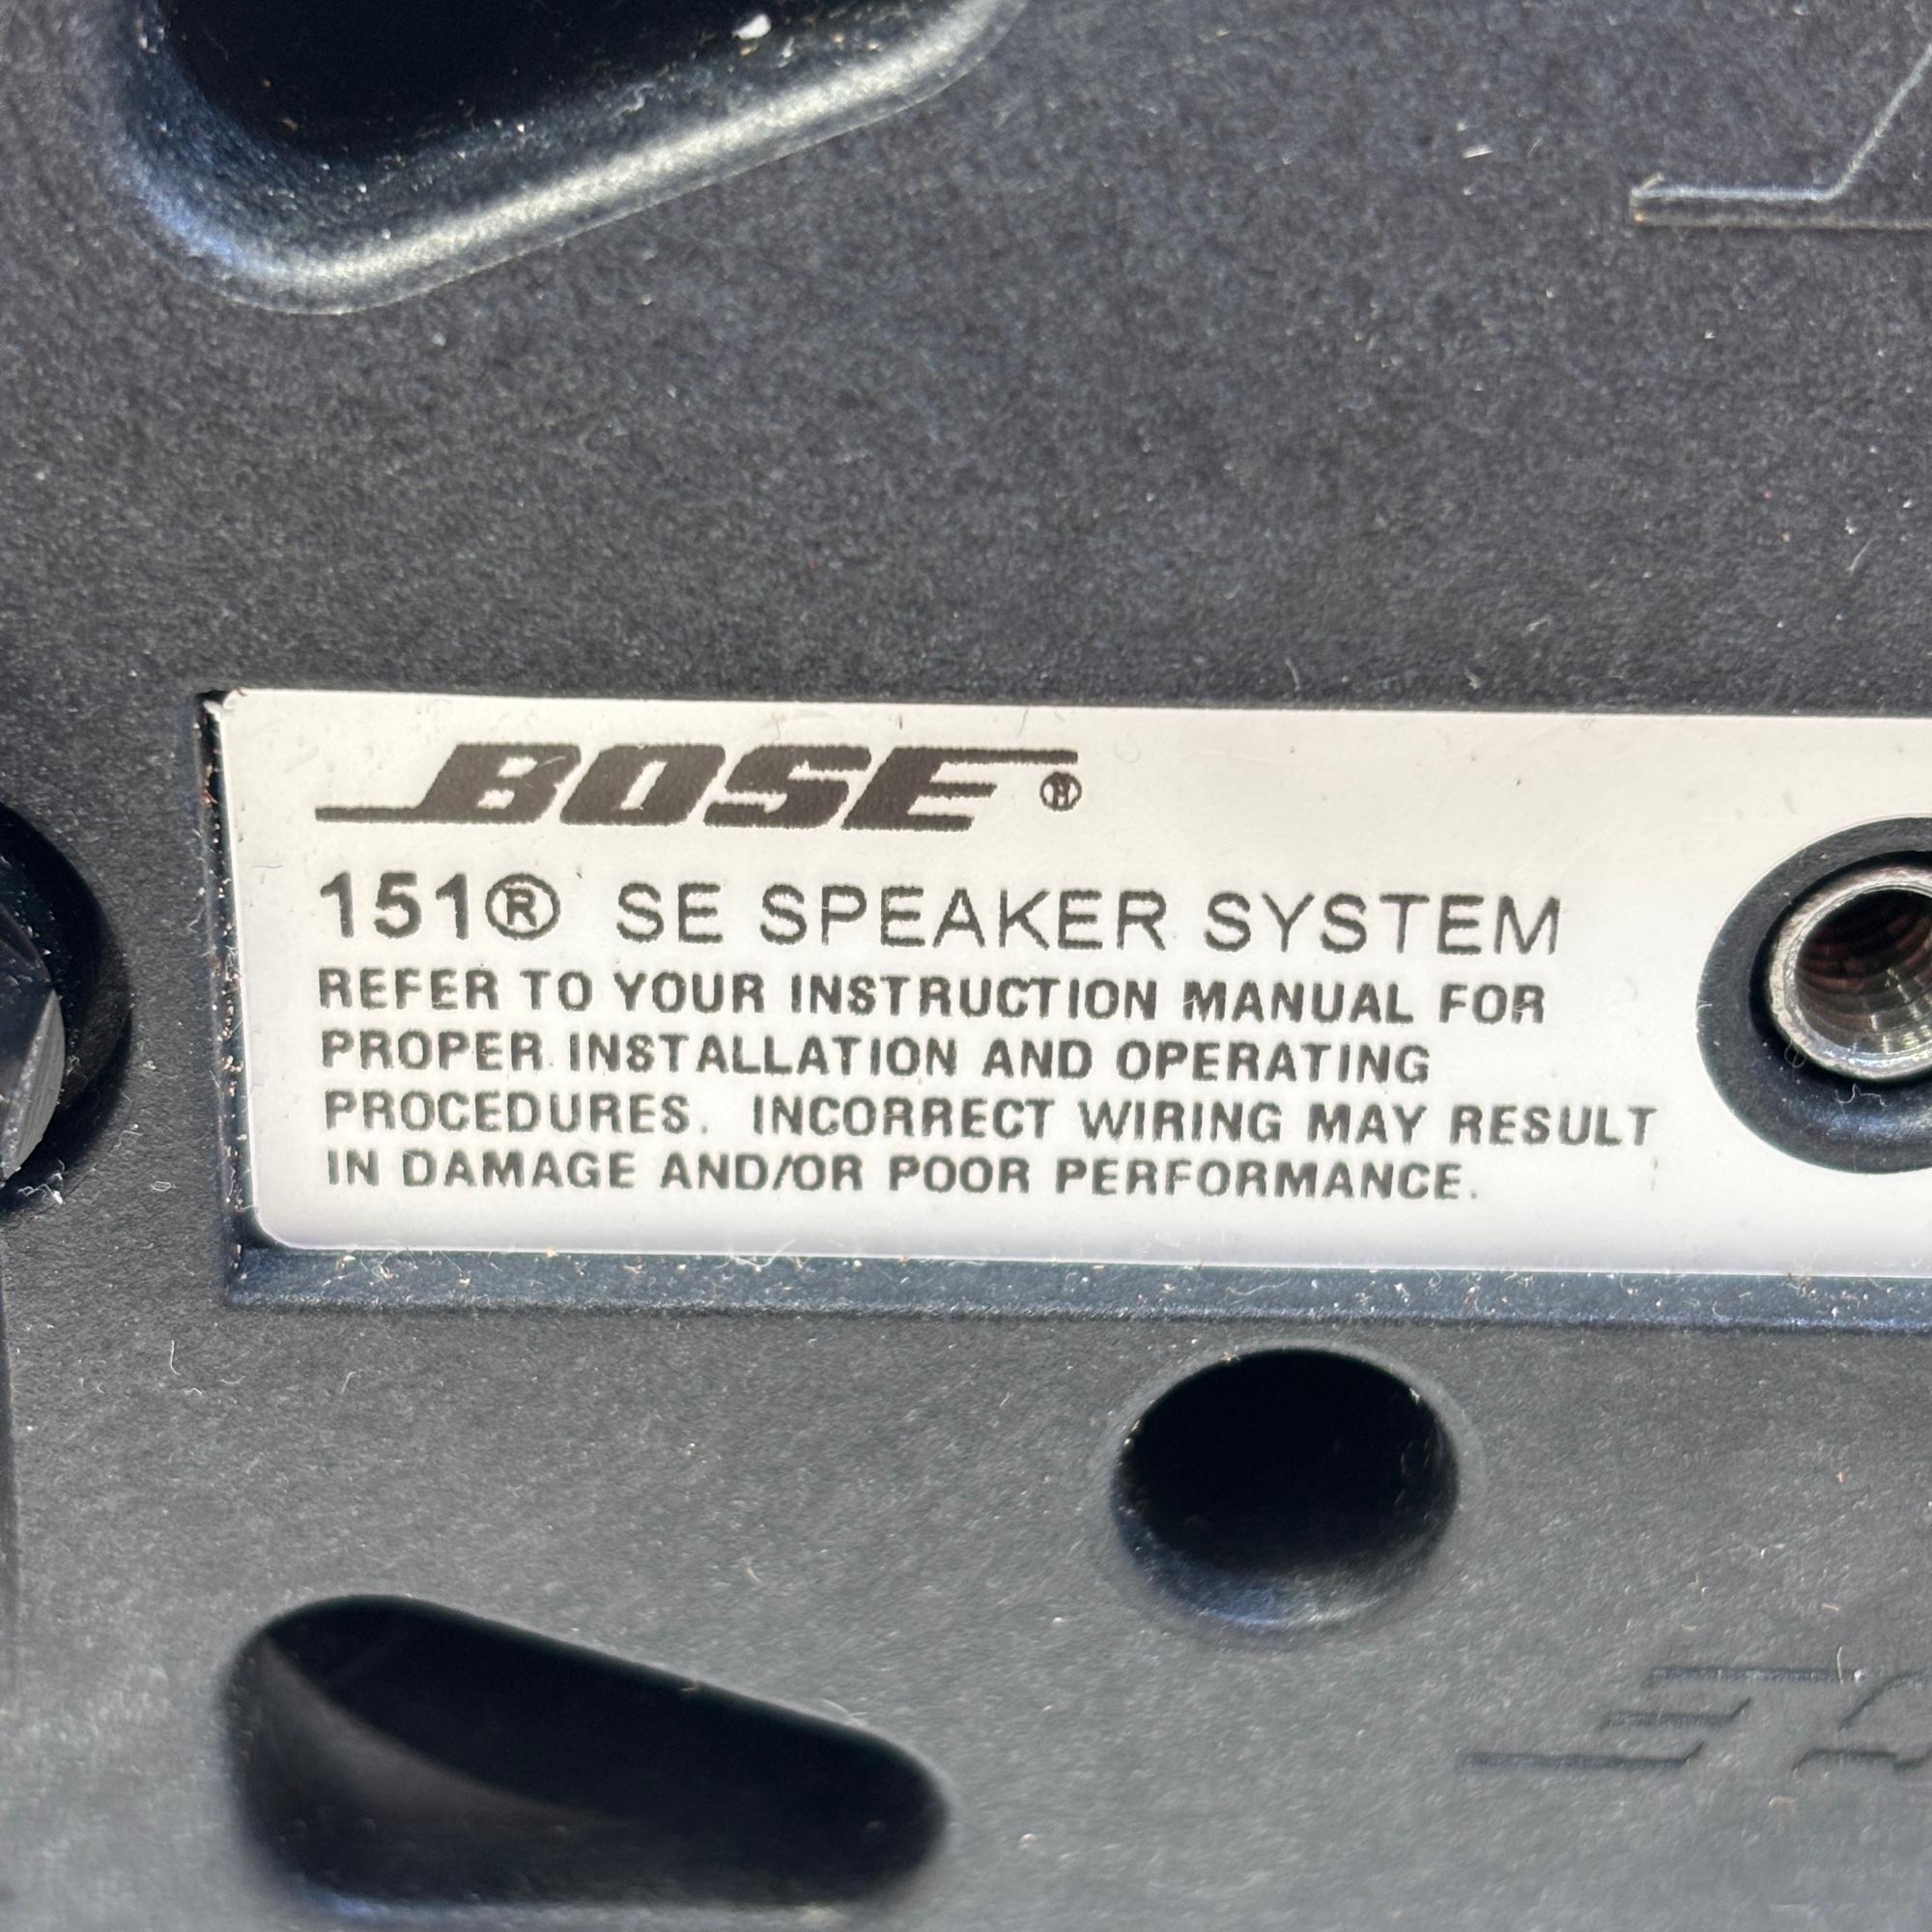 BOSE®
151® SE SPEAKER SYSTEM
REFER TO YOUR INSTRUCTION MANUAL FOR
PROPER INSTALLATION AND OPERATING
PROCEDURES. INCORRECT WIRING MAY RESULT
IN DAMAGE AND/OR POOR PERFORMANCE.